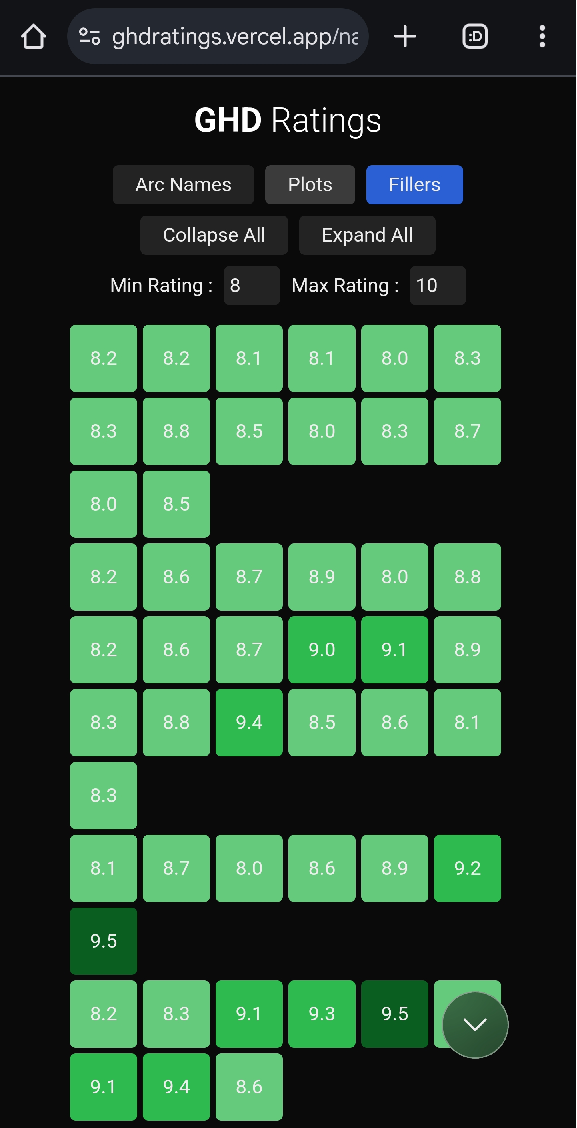 ghdratings.vercel.app/na
GHD Ratings
Arc Names Plots Fillers
Collapse All Expand All
Min Rating : 8 Max Rating : 10
8.2 8.2 8.1 8.1 8.0 8.3
8.3 8.8 8.5 8.0 8.3 8.7
8.0 8.5
8.2 8.6 8.7 8.9 8.0 8.8
8.2 8.6 8.7 9.0 9.1 8.9
8.3 8.8 9.4 8.5 8.6 8.1
8.3
8.1 8.7 8.0 8.6 8.9 9.2
9.5
8.2 8.3 9.1 9.3 9.5
9.1 9.4 8.6